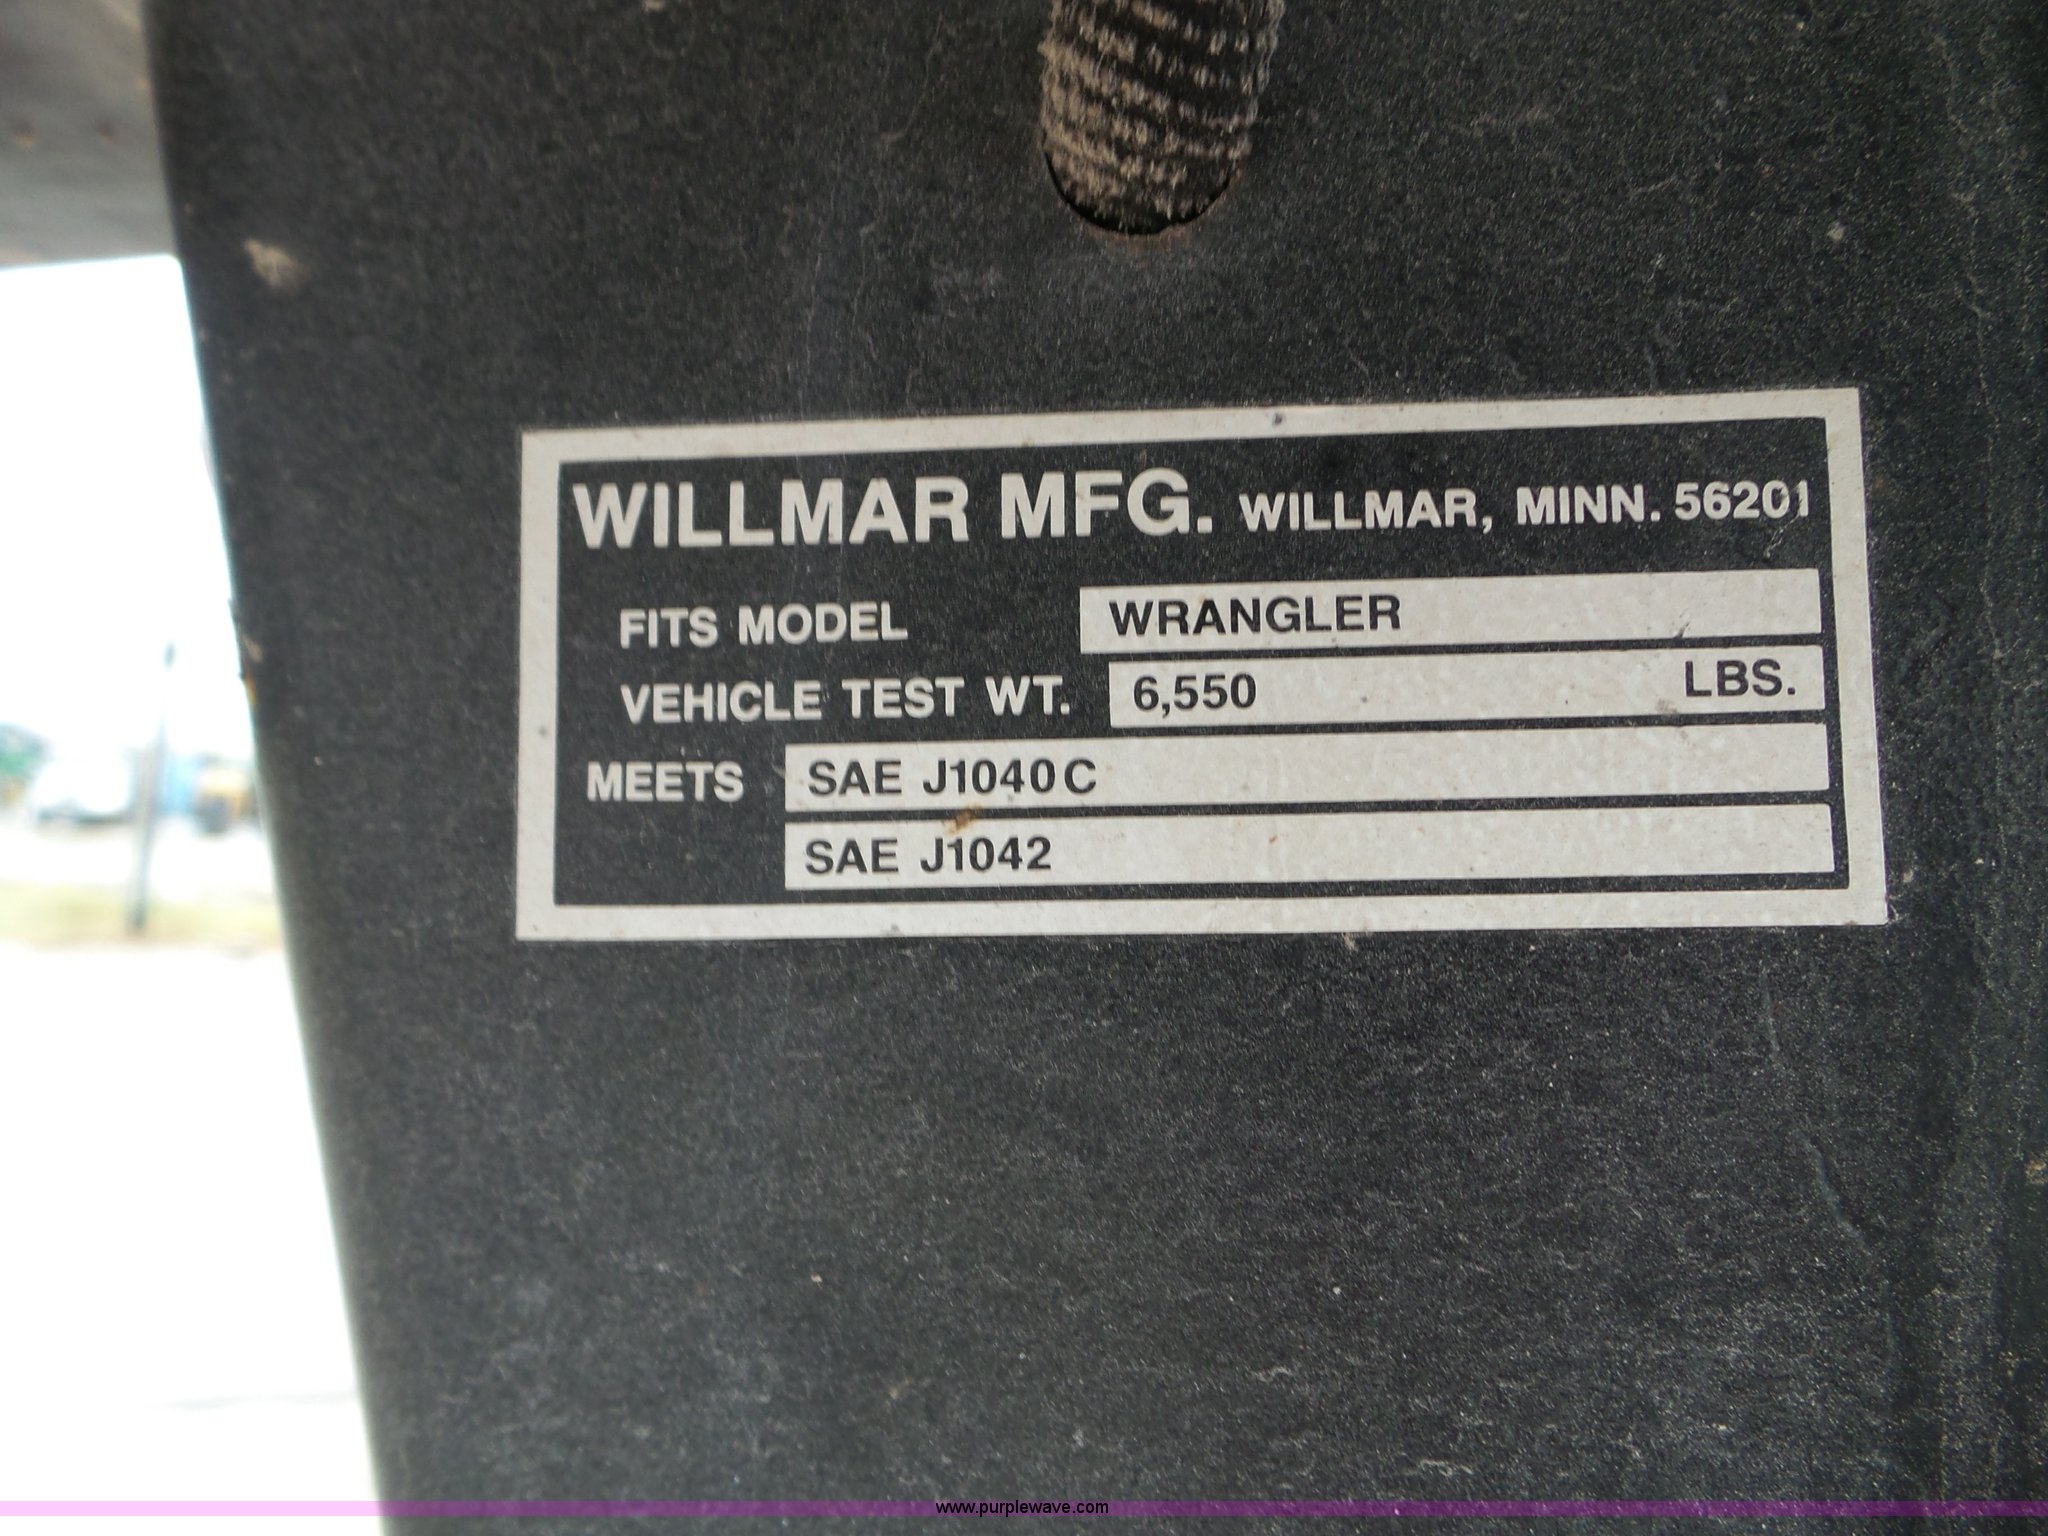 WILLMAR MFG. WILLMAR, MINN. 56201
FITS MODEL WRANGLER
VEHICLE TEST WT. 6,550 LBS.
MEETS SAE J1040C
SAE J1042
www.purplewave.com